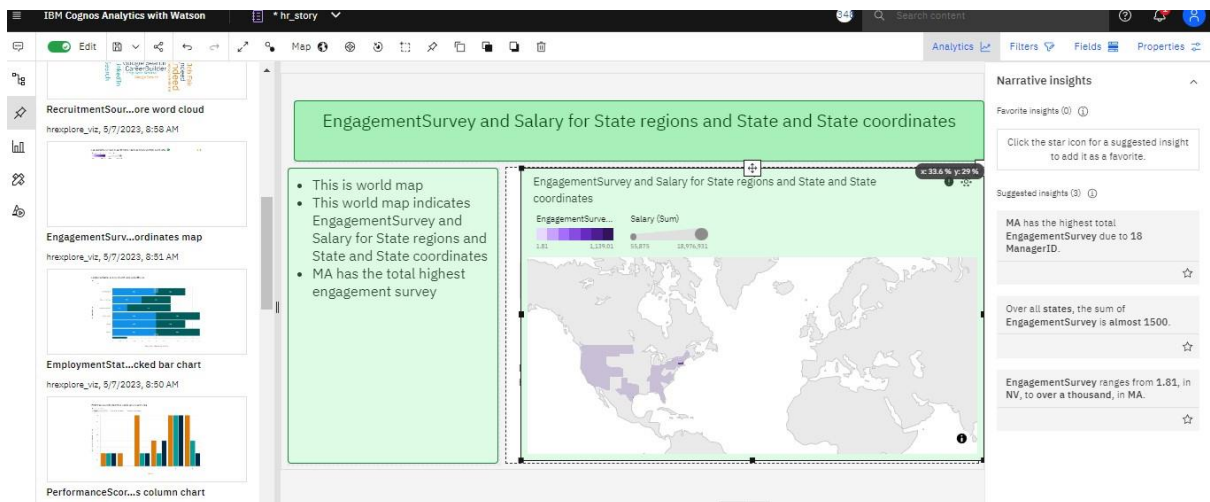 IBM Cognos Analytics with Watson
* hr_story
Search content
Edit
Map
Analytics
Filters
Fields
Properties
CareerBuilder
Indeed
RecruitmentSour...ore word cloud
hrexplore_viz, 5/7/2023, 8:58 AM
EngagementSurv...ordinates map
hrexplore_viz, 5/7/2023, 8:51 AM
EmploymentStat...cked bar chart
hrexplore_viz, 5/7/2023, 8:50 AM
PerformanceScor...s column chart
EngagementSurvey and Salary for State regions and State and State coordinates
• This is world map
• This world map indicates
EngagementSurvey and
Salary for State regions and
State and State coordinates
• MA has the total highest
engagement survey
x: 33.6 % y: 29 %
EngagementSurvey and Salary for State regions and State and State
coordinates
EngagementSurve...
Salary (Sum)
1.81
1,139.01
55,875
18,976,931
Narrative insights
Favorite insights (0)
Click the star icon for a suggested insight
to add it as a favorite.
Suggested insights (3)
MA has the highest total
EngagementSurvey due to 18
ManagerID.
Over all states, the sum of
EngagementSurvey is almost 1500.
EngagementSurvey ranges from 1.81, in
NV, to over a thousand, in MA.